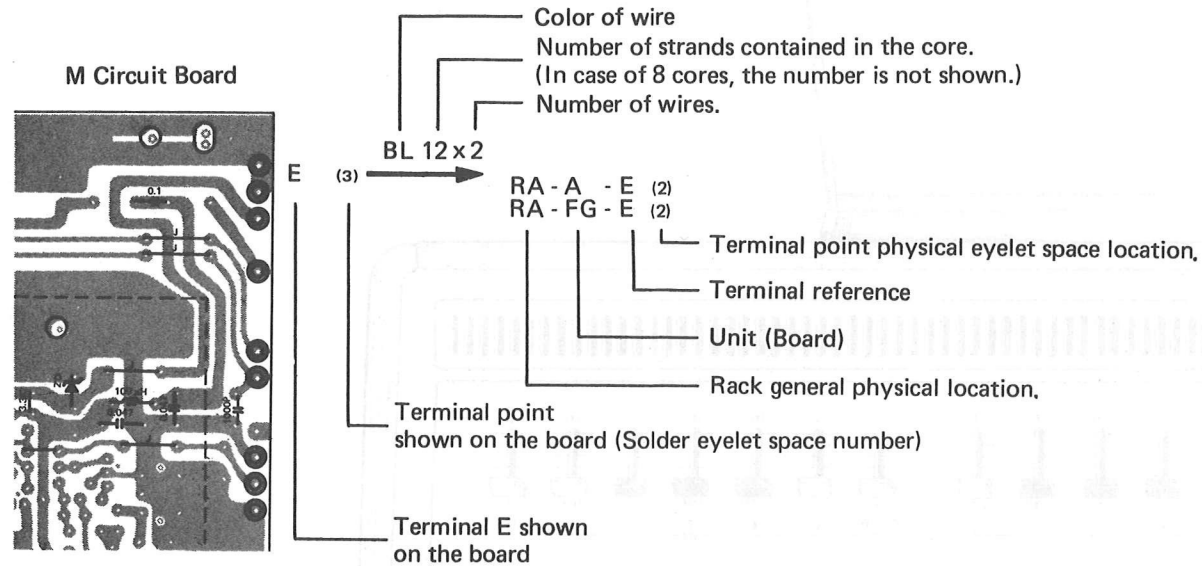 Color of wire
Number of strands contained in the core.
(In case of 8 cores, the number is not shown.)
Number of wires.
M Circuit Board
BL 12 x 2
E (3)
RA - A - E (2)
RA - FG - E (2)
0.1
J
J
Terminal point physical eyelet space location.
Terminal reference
Unit (Board)
Rack general physical location.
Terminal point
shown on the board (Solder eyelet space number)
Terminal E shown
on the board